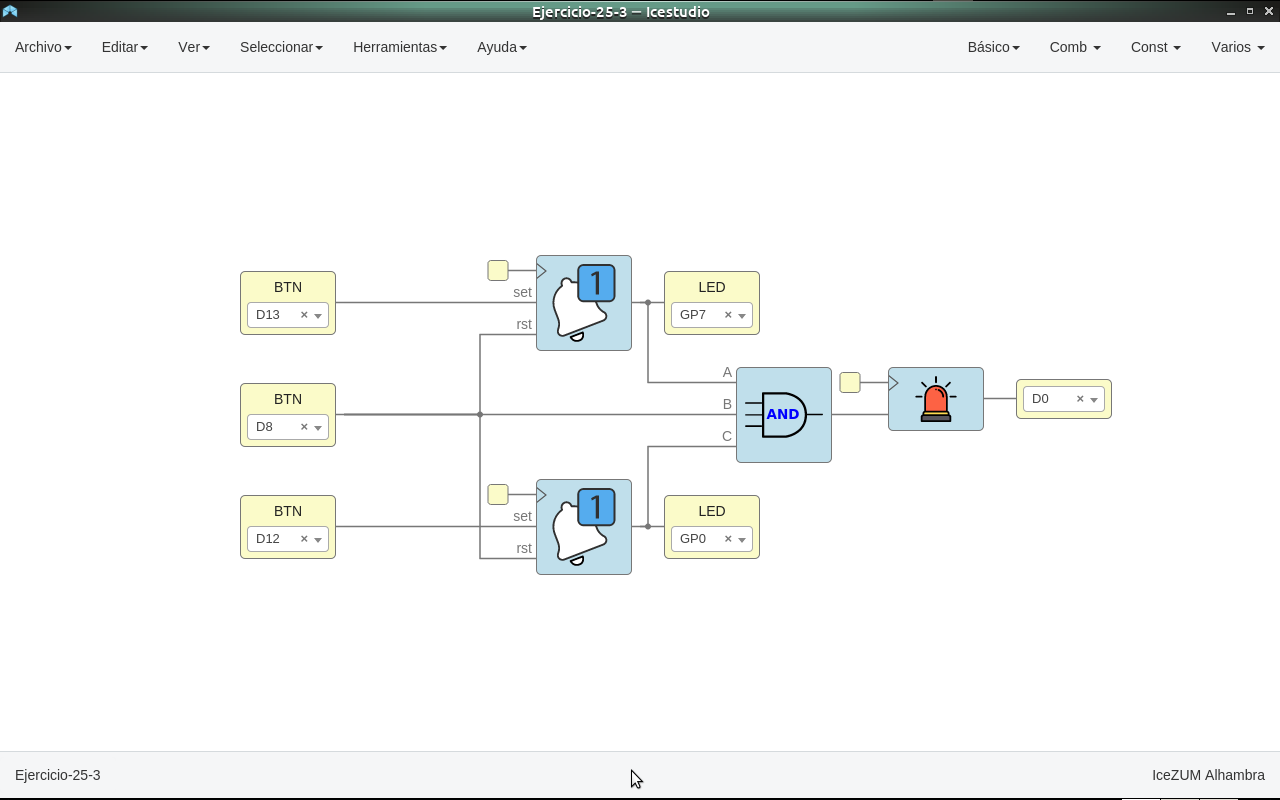 Ejercicio-25-3 — Icestudio
Archivo Editar Ver Seleccionar Herramientas Ayuda Básico Comb Const Varios
BTN
D13
set
rst
1
LED
GP7
BTN
D8
A
B
C
AND
D0
BTN
D12
set
rst
1
LED
GP0
Ejercicio-25-3
IceZUM Alhambra